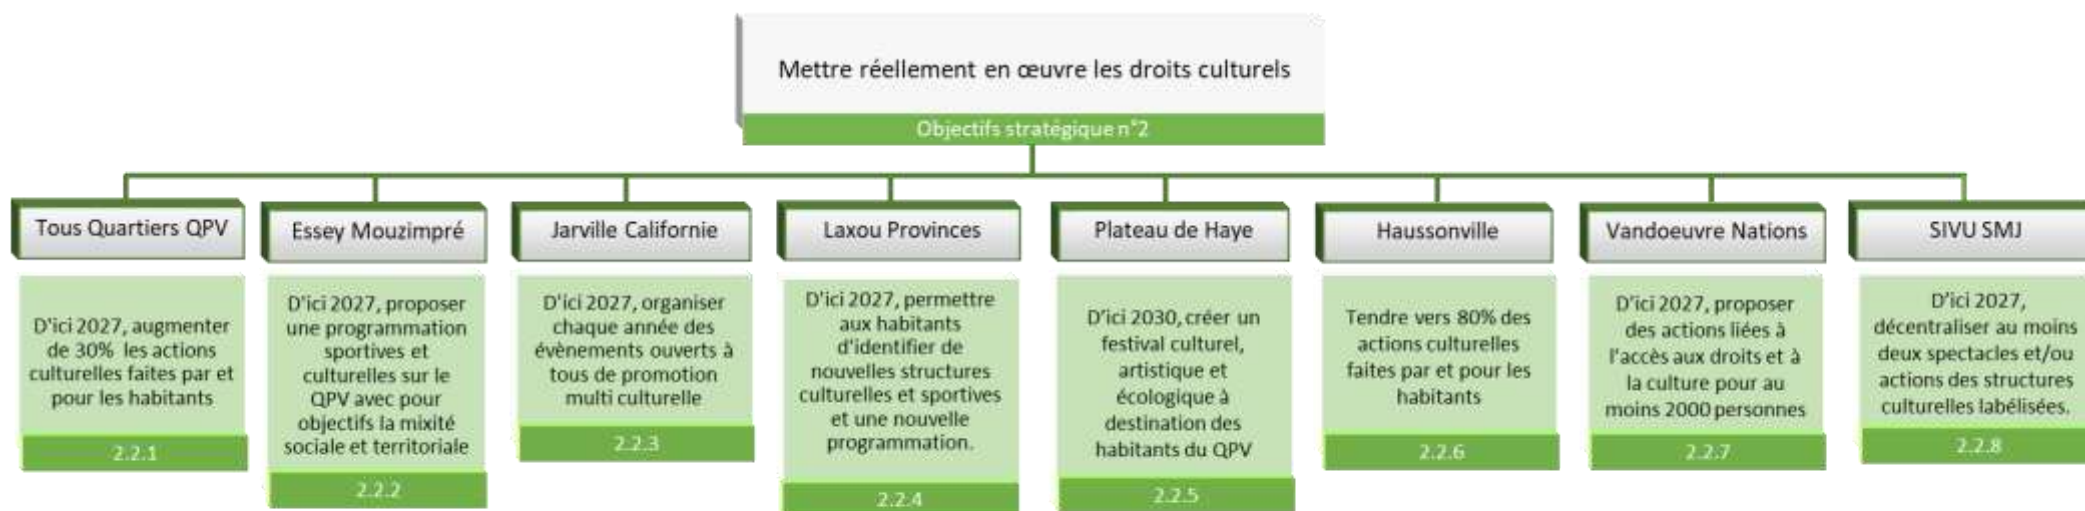 Mettre réellement en œuvre les droits culturels
Objectifs stratégique n°2
Tous Quartiers QPV
D'ici 2027, augmenter
de 30% les actions
culturelles faites par et
pour les habitants
2.2.1
Essey Mouzimpré
D'ici 2027, proposer
une programmation
sportives et
culturelles sur le
QPV avec pour
objectifs la mixité
sociale et territoriale
2.2.2
Jarville Californie
D'ici 2027, organiser
chaque année des
évènements ouverts à
tous de promotion
multi culturelle
2.2.3
Laxou Provinces
D'ici 2027, permettre
aux habitants
d'identifier de
nouvelles structures
culturelles et sportives
et une nouvelle
programmation.
2.2.4
Plateau de Haye
D'ici 2030, créer un
festival culturel,
artistique et
écologique à
destination des
habitants du QPV
2.2.5
Haussonville
Tendre vers 80% des
actions culturelles
faites par et pour les
habitants
2.2.6
Vandoeuvre Nations
D'ici 2027, proposer
des actions liées à
l'accès aux droits et à
la culture pour au
moins 2000 personnes
2.2.7
SIVU SMJ
D'ici 2027,
décentraliser au moins
deux spectacles et/ou
actions des structures
culturelles labélisées.
2.2.8